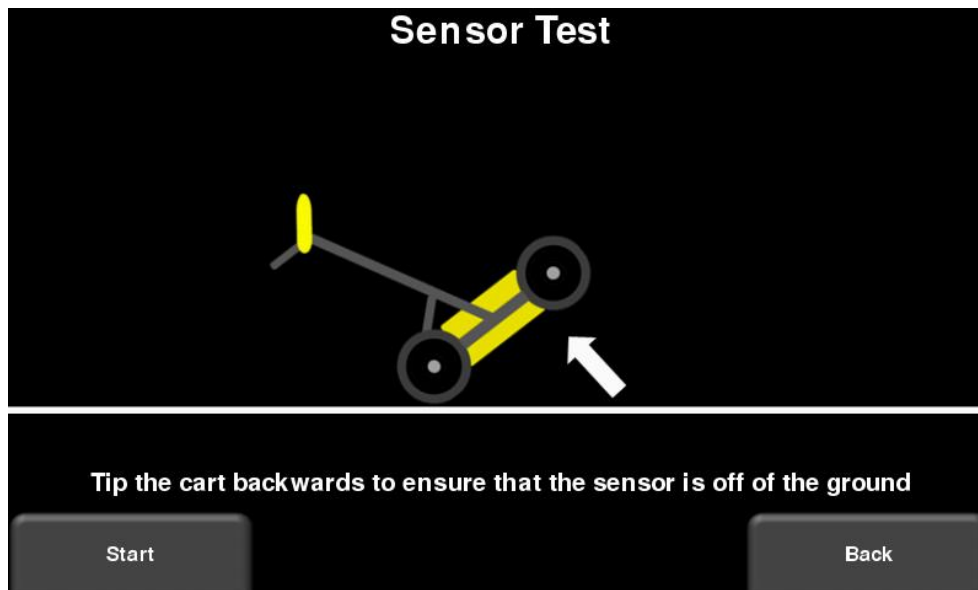 Sensor Test
Tip the cart backwards to ensure that the sensor is off of the ground
Start
Back